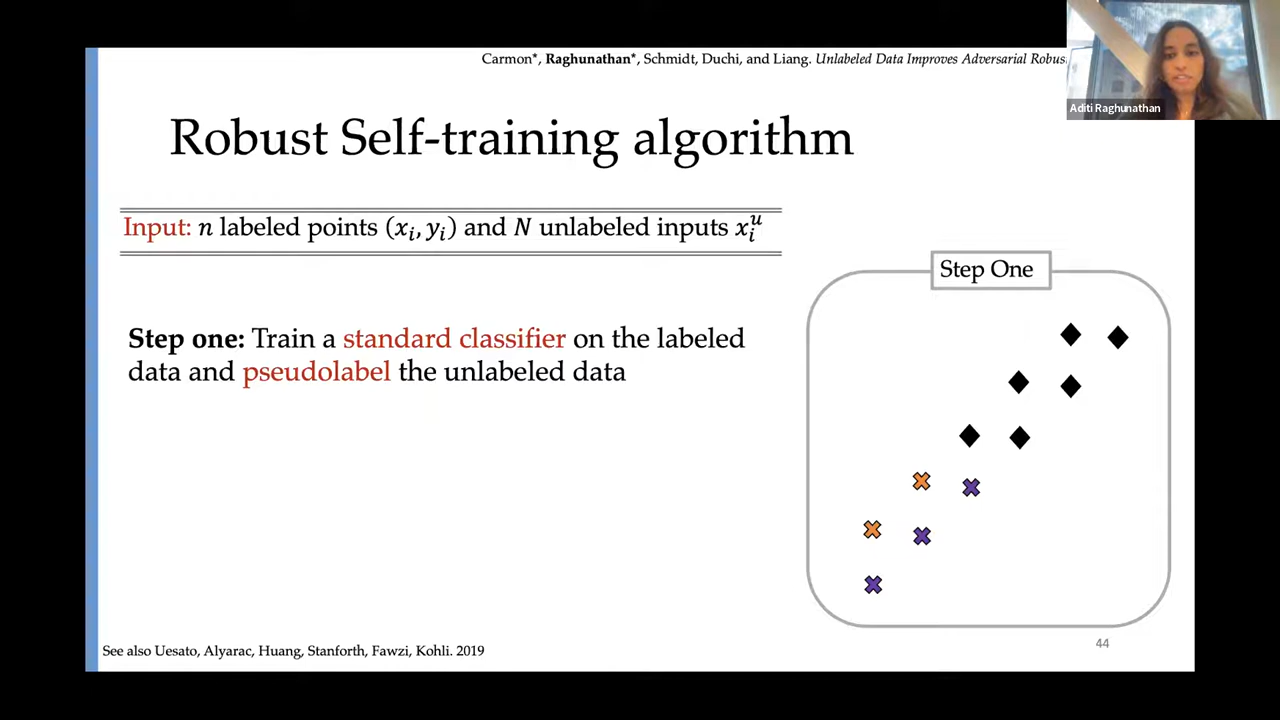 Carmon*, Raghunathan*, Schmidt, Duchi, and Liang. Unlabeled Data Improves Adversarial
Aditi Raghunathan
Robust Self-training algorithm
Input: n labeled points (xᵢ, yᵢ) and N unlabeled inputs xᵢᵘ
Step One
Step one: Train a standard classifier on the labeled
data and pseudolabel the unlabeled data
See also Uesato, Alyarac, Huang, Stanforth, Fawzi, Kohli. 2019
44